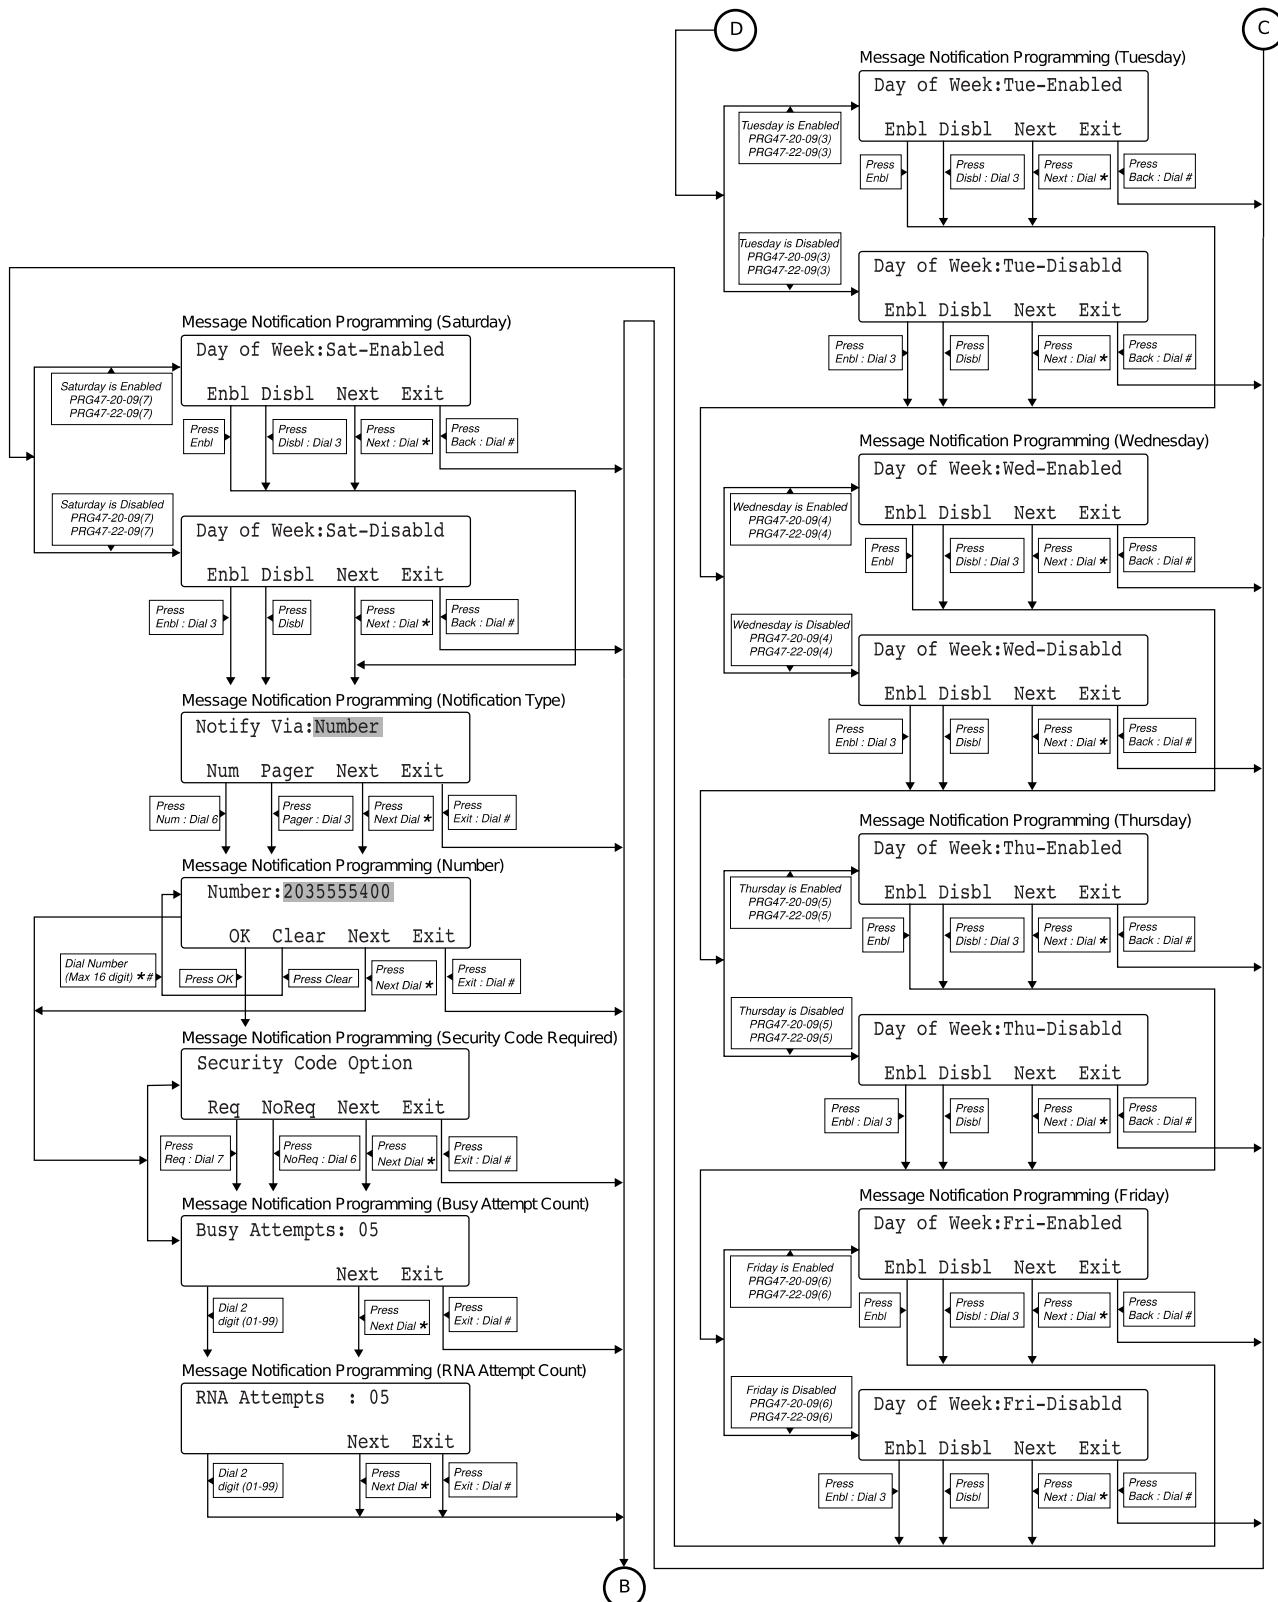 D
C
Message Notification Programming (Tuesday)
Day of Week:Tue-Enabled
Enbl Disbl Next Exit
Tuesday is Enabled
PRG47-20-09(3)
PRG47-22-09(3)
Press
Enbl
Press
Disbl : Dial 3
Press
Next : Dial *
Press
Back : Dial #
Tuesday is Disabled
PRG47-20-09(3)
PRG47-22-09(3)
Day of Week:Tue-Disabld
Enbl Disbl Next Exit
Press
Enbl : Dial 3
Press
Disbl
Press
Next : Dial *
Press
Back : Dial #
Message Notification Programming (Wednesday)
Day of Week:Wed-Enabled
Enbl Disbl Next Exit
Wednesday is Enabled
PRG47-20-09(4)
PRG47-22-09(4)
Press
Enbl
Press
Disbl : Dial 3
Press
Next : Dial *
Press
Back : Dial #
Wednesday is Disabled
PRG47-20-09(4)
PRG47-22-09(4)
Day of Week:Wed-Disabld
Enbl Disbl Next Exit
Press
Enbl : Dial 3
Press
Disbl
Press
Next : Dial *
Press
Back : Dial #
Message Notification Programming (Thursday)
Day of Week:Thu-Enabled
Enbl Disbl Next Exit
Thursday is Enabled
PRG47-20-09(5)
PRG47-22-09(5)
Press
Enbl
Press
Disbl : Dial 3
Press
Next : Dial *
Press
Back : Dial #
Thursday is Disabled
PRG47-20-09(5)
PRG47-22-09(5)
Day of Week:Thu-Disabld
Enbl Disbl Next Exit
Press
Enbl : Dial 3
Press
Disbl
Press
Next : Dial *
Press
Back : Dial #
Message Notification Programming (Friday)
Day of Week:Fri-Enabled
Enbl Disbl Next Exit
Friday is Enabled
PRG47-20-09(6)
PRG47-22-09(6)
Press
Enbl
Press
Disbl : Dial 3
Press
Next : Dial *
Press
Back : Dial #
Friday is Disabled
PRG47-20-09(6)
PRG47-22-09(6)
Day of Week:Fri-Disabld
Enbl Disbl Next Exit
Press
Enbl : Dial 3
Press
Disbl
Press
Next : Dial *
Press
Back : Dial #
Message Notification Programming (Saturday)
Day of Week:Sat-Enabled
Enbl Disbl Next Exit
Saturday is Enabled
PRG47-20-09(7)
PRG47-22-09(7)
Press
Enbl
Press
Disbl : Dial 3
Press
Next : Dial *
Press
Back : Dial #
Saturday is Disabled
PRG47-20-09(7)
PRG47-22-09(7)
Day of Week:Sat-Disabld
Enbl Disbl Next Exit
Press
Enbl : Dial 3
Press
Disbl
Press
Next : Dial *
Press
Back : Dial #
Message Notification Programming (Notification Type)
Notify Via:Number
Num Pager Next Exit
Press
Num : Dial 6
Press
Pager : Dial 3
Press
Next Dial *
Press
Exit : Dial #
Message Notification Programming (Number)
Number:2035555400
OK Clear Next Exit
Dial Number
(Max 16 digit) *#
Press OK
Press Clear
Press
Next Dial *
Press
Exit : Dial #
Message Notification Programming (Security Code Required)
Security Code Option
Req NoReq Next Exit
Press
Req : Dial 7
Press
NoReq : Dial 6
Press
Next Dial *
Press
Exit : Dial #
Message Notification Programming (Busy Attempt Count)
Busy Attempts: 05
Next Exit
Dial 2
digit (01-99)
Press
Next Dial *
Press
Exit : Dial #
Message Notification Programming (RNA Attempt Count)
RNA Attempts : 05
Next Exit
Dial 2
digit (01-99)
Press
Next Dial *
Press
Exit : Dial #
B